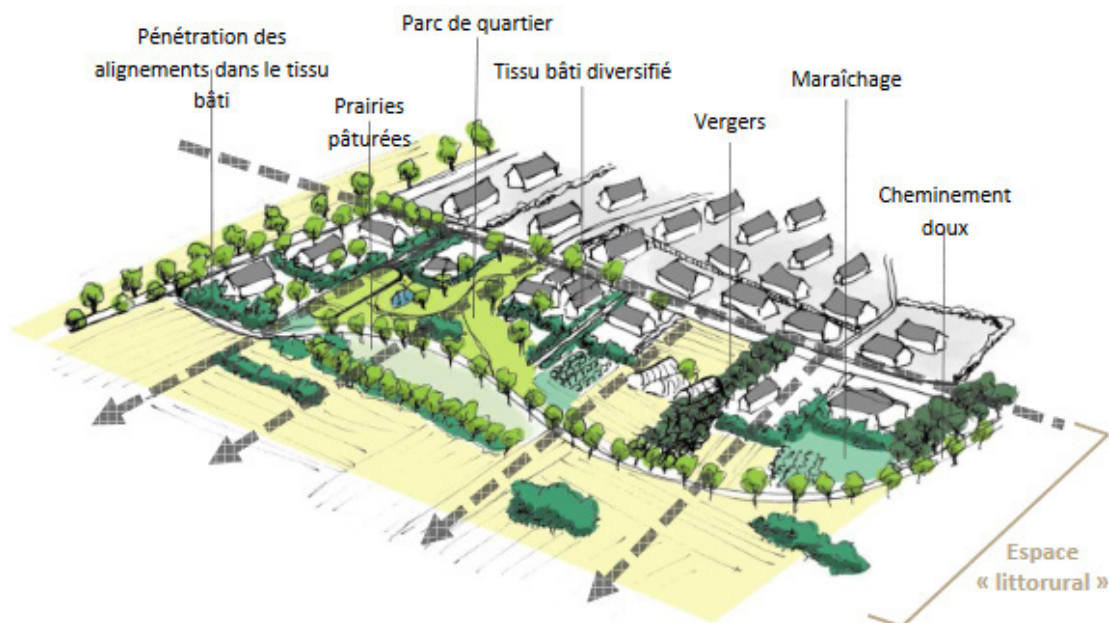 Pénétration des
alignements dans le tissu
bâti
Parc de quartier
Prairies
pâturées
Tissu bâti diversifié
Vergers
Maraîchage
Cheminement
doux
Espace
« littorural »